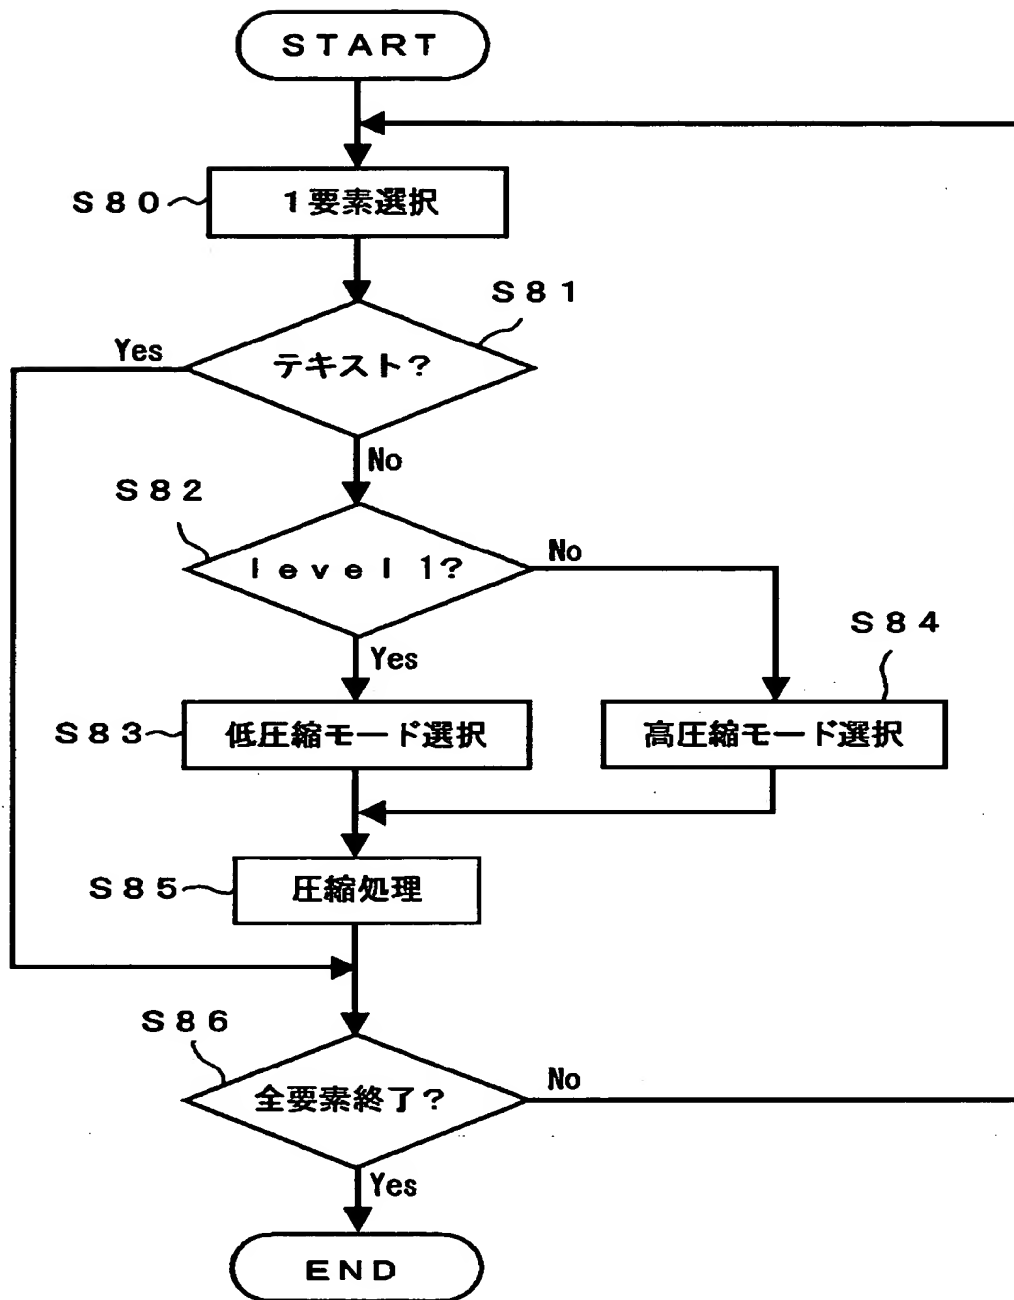 START
S80
1要素選択
S81
Yes
テキスト?
No
S82
level 1?
No
S84
Yes
S83
低圧縮モード選択
高圧縮モード選択
S85
圧縮処理
S86
全要素終了?
No
Yes
END